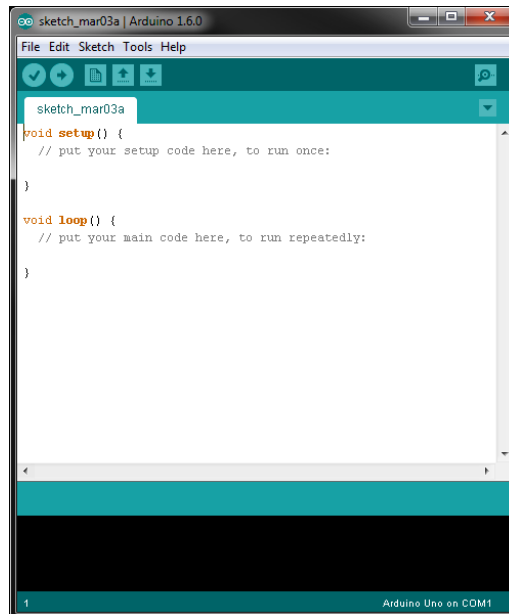 sketch_mar03a | Arduino 1.6.0
File Edit Sketch Tools Help
sketch_mar03a
void setup() {
// put your setup code here, to run once:
}
void loop() {
// put your main code here, to run repeatedly:
}
1
Arduino Uno on COM1